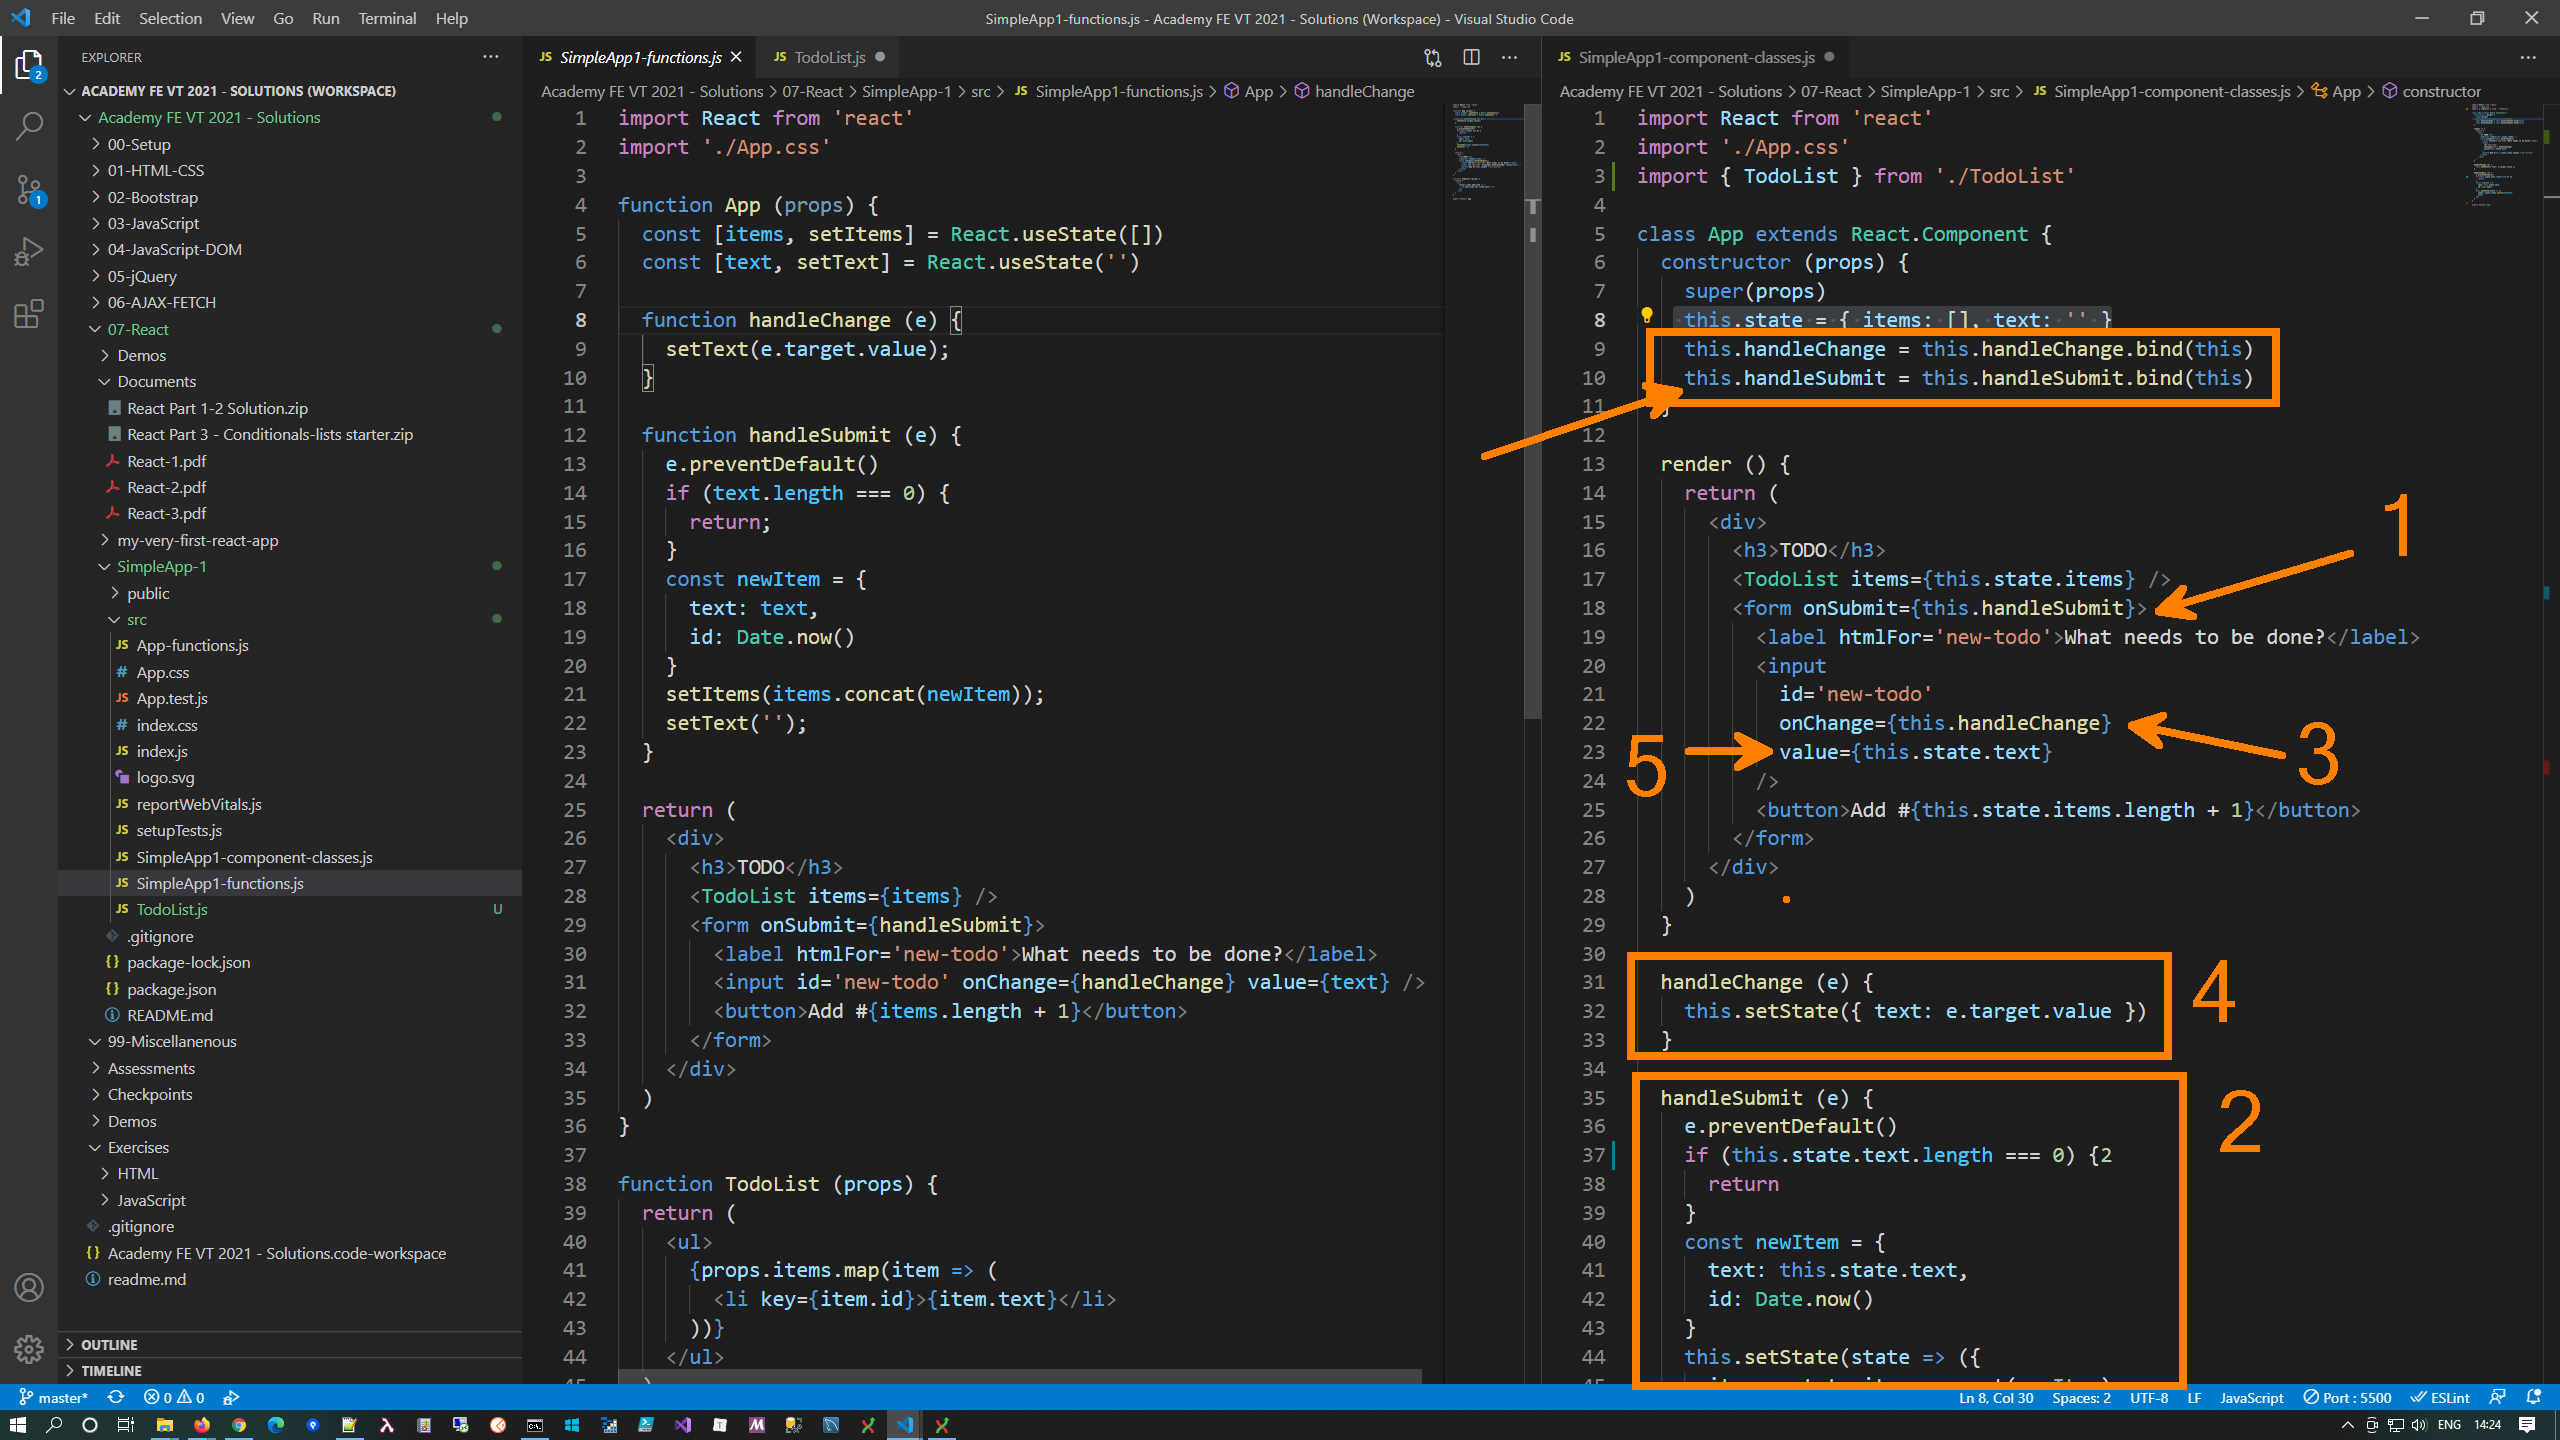 File Edit Selection View Go Run Terminal Help
SimpleApp1-functions.js - Academy FE VT 2021 - Solutions (Workspace) - Visual Studio Code
EXPLORER
ACADEMY FE VT 2021 - SOLUTIONS (WORKSPACE)
Academy FE VT 2021 - Solutions
00-Setup
01-HTML-CSS
02-Bootstrap
03-JavaScript
04-JavaScript-DOM
05-jQuery
06-AJAX-FETCH
07-React
Demos
Documents
React Part 1-2 Solution.zip
React Part 3 - Conditionals-lists starter.zip
React-1.pdf
React-2.pdf
React-3.pdf
my-very-first-react-app
SimpleApp-1
public
src
JS App-functions.js
# App.css
JS App.test.js
# index.css
JS index.js
logo.svg
JS reportWebVitals.js
JS setupTests.js
JS SimpleApp1-component-classes.js
JS SimpleApp1-functions.js
JS TodoList.js U
.gitignore
{} package-lock.json
{} package.json
README.md
99-Miscellanenous
Assessments
Checkpoints
Demos
Exercises
HTML
JavaScript
.gitignore
{} Academy FE VT 2021 - Solutions.code-workspace
readme.md
OUTLINE
TIMELINE
2
1
JS SimpleApp1-functions.js
JS TodoList.js
Academy FE VT 2021 - Solutions > 07-React > SimpleApp-1 > src > JS SimpleApp1-functions.js > App > handleChange
1 import React from 'react'
2 import './App.css'
3
4 function App (props) {
5 const [items, setItems] = React.useState([])
6 const [text, setText] = React.useState('')
7
8 function handleChange (e) {
9 setText(e.target.value);
10 }
11
12 function handleSubmit (e) {
13 e.preventDefault()
14 if (text.length === 0) {
15 return;
16 }
17 const newItem = {
18 text: text,
19 id: Date.now()
20 }
21 setItems(items.concat(newItem));
22 setText('');
23 }
24
25 return (
26 <div>
27 <h3>TODO</h3>
28 <TodoList items={items} />
29 <form onSubmit={handleSubmit}>
30 <label htmlFor='new-todo'>What needs to be done?</label>
31 <input id='new-todo' onChange={handleChange} value={text} />
32 <button>Add #{items.length + 1}</button>
33 </form>
34 </div>
35 )
36 }
37
38 function TodoList (props) {
39 return (
40 <ul>
41 {props.items.map(item => (
42 <li key={item.id}>{item.text}</li>
43 ))}
44 </ul>
JS SimpleApp1-component-classes.js
Academy FE VT 2021 - Solutions > 07-React > SimpleApp-1 > src > JS SimpleApp1-component-classes.js > App > constructor
1 import React from 'react'
2 import './App.css'
3 import { TodoList } from './TodoList'
4
5 class App extends React.Component {
6 constructor (props) {
7 super(props)
8 this.state = { items: [], text: '' }
9 this.handleChange = this.handleChange.bind(this)
10 this.handleSubmit = this.handleSubmit.bind(this)
11 }
12
13 render () {
14 return (
15 <div>
16 <h3>TODO</h3>
17 <TodoList items={this.state.items} />
18 <form onSubmit={this.handleSubmit}>
19 <label htmlFor='new-todo'>What needs to be done?</label>
20 <input
21 id='new-todo'
22 onChange={this.handleChange}
23 value={this.state.text}
24 />
25 <button>Add #{this.state.items.length + 1}</button>
26 </form>
27 </div>
28 )
29 }
30
31 handleChange (e) {
32 this.setState({ text: e.target.value })
33 }
34
35 handleSubmit (e) {
36 e.preventDefault()
37 if (this.state.text.length === 0) {2
38 return
39 }
40 const newItem = {
41 text: this.state.text,
42 id: Date.now()
43 }
44 this.setState(state => ({
1
3
5
4
2
master* 0 0
Ln 8, Col 30 Spaces: 2 UTF-8 LF JavaScript Port : 5500 ESLint
ENG 14:24